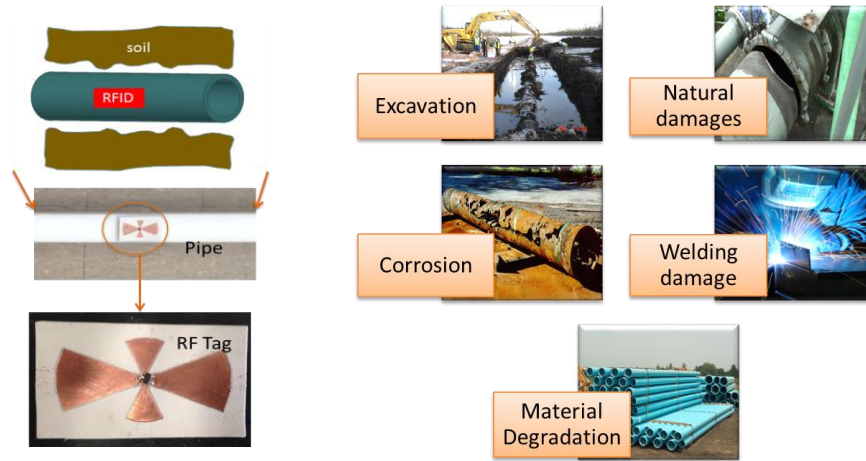 soil
RFID
Pipe
RF Tag
Excavation
Natural
damages
Corrosion
Welding
damage
Material
Degradation